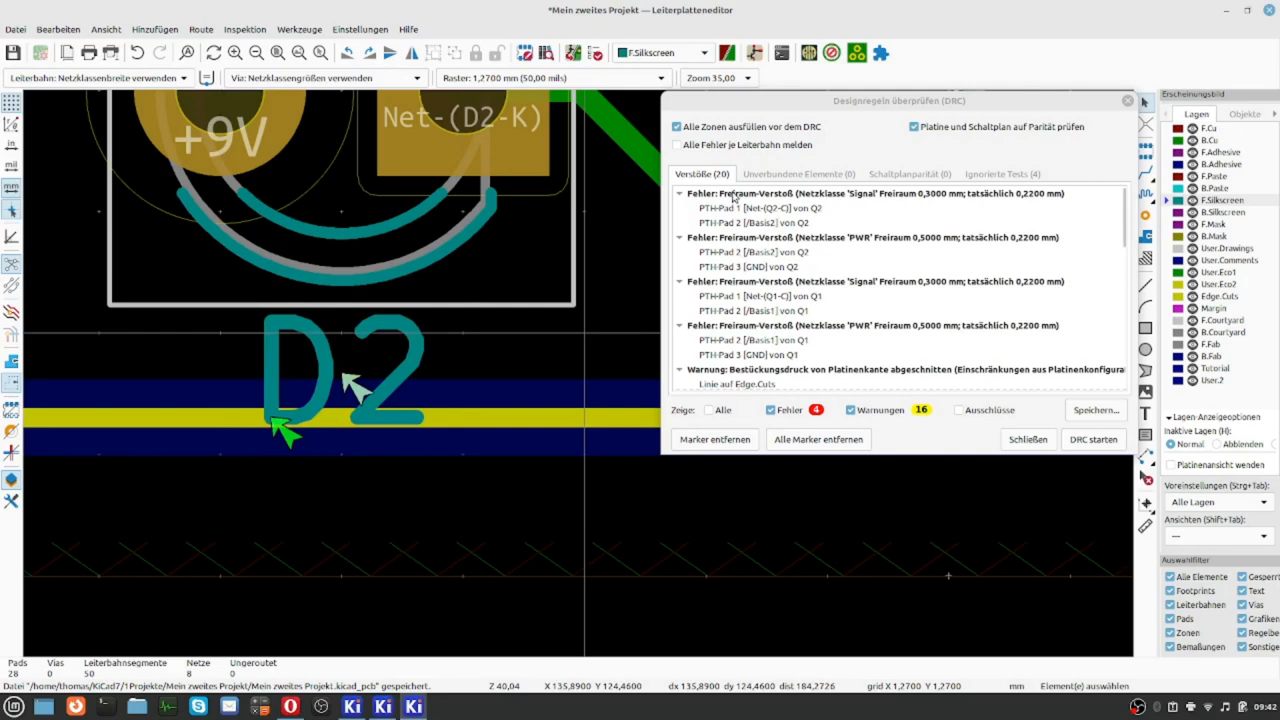 *Mein zweites Projekt — Leiterplatteneditor
Datei Bearbeiten Ansicht Hinzufügen Route Inspektion Werkzeuge Einstellungen Hilfe
F.Silkscreen
Leiterbahn: Netzklassenbreite verwenden Via: Netzklassengrößen verwenden Raster: 1,2700 mm (50,00 mils) Zoom 35,00
in
mil
mm
+9V
Net-(D2-K)
D2
Designregeln überprüfen (DRC)
Alle Zonen ausfüllen vor dem DRC
Platine und Schaltplan auf Parität prüfen
Alle Fehler je Leiterbahn melden
Verstöße (20) Unverbundene Elemente (0) Schaltplanparität (0) Ignorierte Tests (4)
Fehler: Freiraum-Verstoß (Netzklasse 'Signal' Freiraum 0,3000 mm; tatsächlich 0,2200 mm)
PTH-Pad 1 [Net-(Q2-C)] von Q2
PTH-Pad 2 [/Basis2] von Q2
Fehler: Freiraum-Verstoß (Netzklasse 'PWR' Freiraum 0,5000 mm; tatsächlich 0,2200 mm)
PTH-Pad 2 [/Basis2] von Q2
PTH-Pad 3 [GND] von Q2
Fehler: Freiraum-Verstoß (Netzklasse 'Signal' Freiraum 0,3000 mm; tatsächlich 0,2200 mm)
PTH-Pad 1 [Net-(Q1-C)] von Q1
PTH-Pad 2 [/Basis1] von Q1
Fehler: Freiraum-Verstoß (Netzklasse 'PWR' Freiraum 0,5000 mm; tatsächlich 0,2200 mm)
PTH-Pad 2 [/Basis1] von Q1
PTH-Pad 3 [GND] von Q1
Warnung: Bestückungsdruck von Platinenkante abgeschnitten (Einschränkungen aus Platinenkonfigura
Linie auf Edge.Cuts
Zeige: Alle Fehler 4 Warnungen 16 Ausschlüsse Speichern...
Marker entfernen Alle Marker entfernen Schließen DRC starten
Erscheinungsbild
Lagen Objekte
F.Cu
B.Cu
F.Adhesive
B.Adhesive
F.Paste
B.Paste
F.Silkscreen
B.Silkscreen
F.Mask
B.Mask
User.Drawings
User.Comments
User.Eco1
User.Eco2
Edge.Cuts
Margin
F.Courtyard
B.Courtyard
F.Fab
B.Fab
Tutorial
User.2
Lagen-Anzeigeoptionen
Inaktive Lagen (H):
Normal Abblenden
Platinenansicht wenden
Voreinstellungen (Strg+Tab):
Alle Lagen
Ansichten (Shift+Tab):
---
Auswahlfilter
Alle Elemente Gesperrt
Footprints Text
Leiterbahnen Vias
Pads Grafiken
Zonen Regelbe
Bemaßungen Sonstige
Pads Vias Leiterbahnsegmente Netze Ungeroutet
28 0 50 8 0
Datei "/home/thomas/KiCad7/1Projekte/Mein zweites Projekt/Mein zweites Projekt.kicad_pcb" gespeichert. Z 40,04 X 135,8900 Y 124,4600 dx 135,8900 dy 124,4600 dist 184,2726 grid X 1,2700 Y 1,2700 mm Element(e) auswählen
Ki Ki Ki 09:42